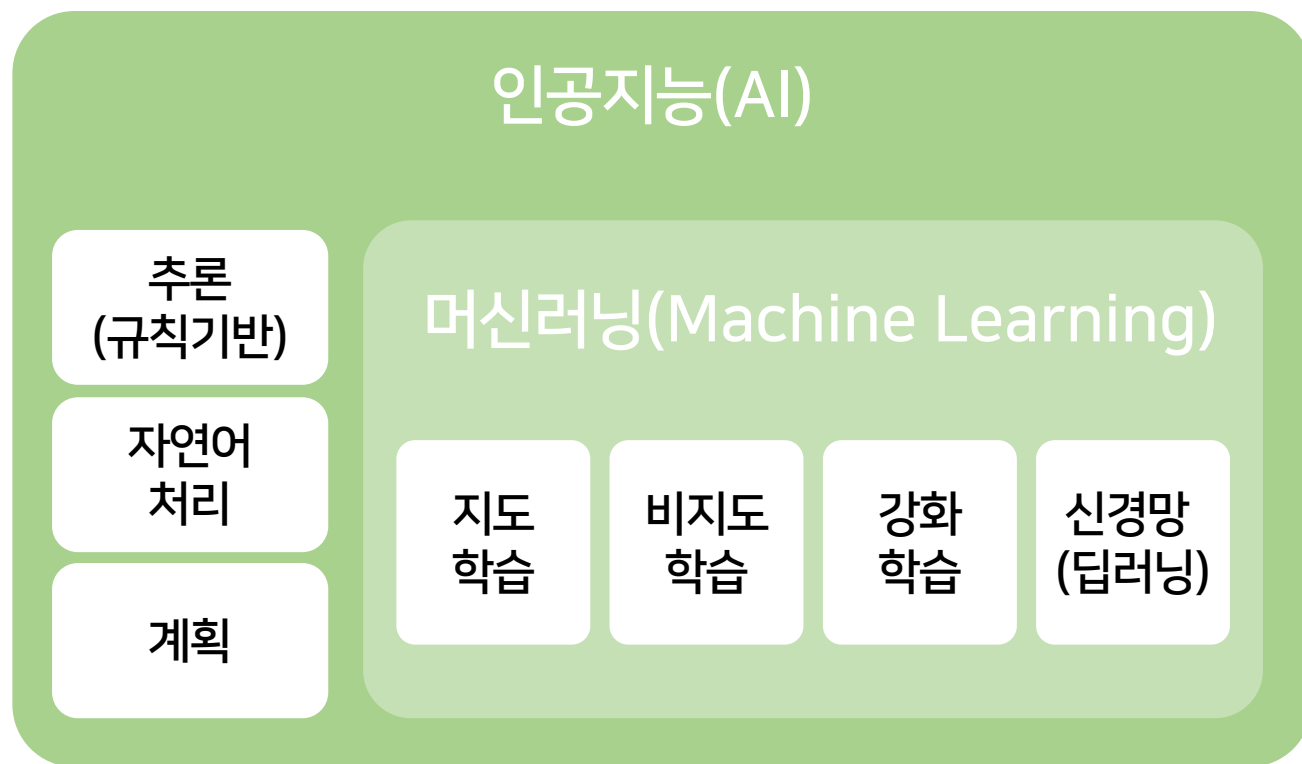 인공지능(AI)
추론
(규칙기반)
자연어
처리
계획
머신러닝(Machine Learning)
지도
학습
비지도
학습
강화
학습
신경망
(딥러닝)